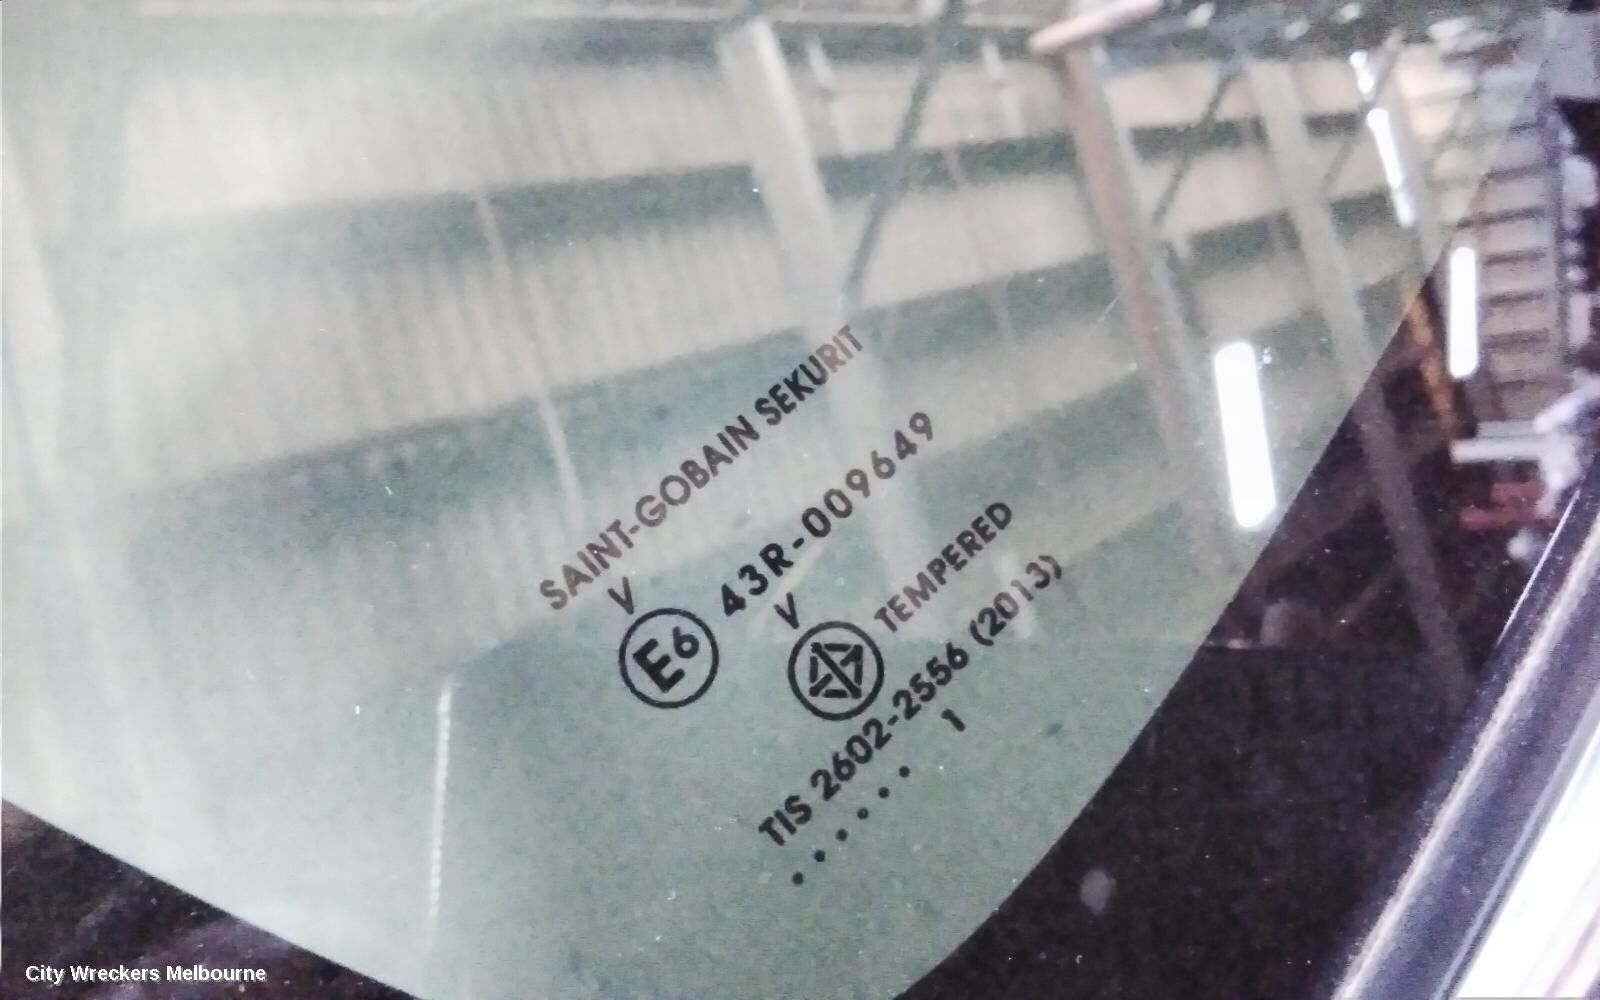 SAINT-GOBAIN SEKURIT
V
E6 43R-009649
V
TEMPERED
TIS 2602-2556 (2013)
. . . . . . 1
City Wreckers Melbourne